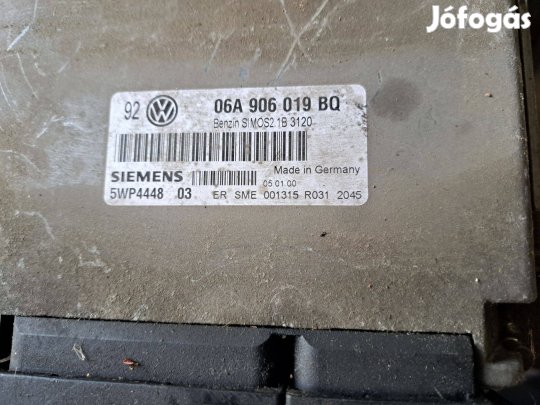 Jófogás
92 VW 06A 906 019 BQ
Benzin SIMOS2.1B 3120
SIEMENS Made in Germany
05 01 00
5WP4448 03 ER SME 001315 R031 2045